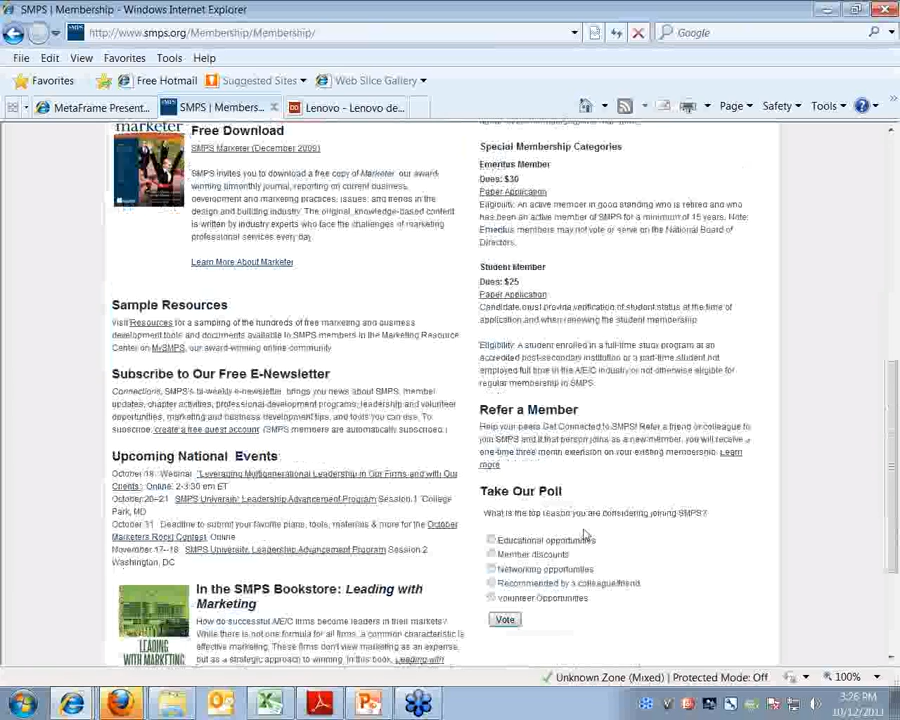 SMPS | Membership - Windows Internet Explorer
http://www.smps.org/Membership/Membership/
Google
File Edit View Favorites Tools Help
Favorites Free Hotmail Suggested Sites Web Slice Gallery
MetaFrame Present... SMPS | Members... Lenovo - Lenovo de...
Page Safety Tools
marketer
Free Download
SMPS Marketer (December 2009)
SMPS invites you to download a free copy of Marketer, our award-
winning bimonthly journal, reporting on current business,
development and marketing practices, issues, and trends in the
design and building industry. The original, knowledge-based content
is written by industry experts who face the challenges of marketing
professional services every day.
Learn More About Marketer
Sample Resources
Visit Resources for a sampling of the hundreds of free marketing and business
development tools and documents available to SMPS members in the Marketing Resource
Center on MySMPS, our award-winning online community
Subscribe to Our Free E-Newsletter
Connections, SMPS's bi-weekly e-newsletter, brings you news about SMPS, member
updates, chapter activities, professional development programs, leadership and volunteer
opportunities, marketing and business development tips, and tools you can use. To
subscribe, create a free guest account. (SMPS members are automatically subscribed.)
Upcoming National Events
October 18 Webinar "Leveraging Multigenerational Leadership in Our Firms and with Our
Clients", Online 2-3:30 pm ET
October 20–21 SMPS University: Leadership Advancement Program Session 1 College
Park, MD
October 31 Deadline to submit your favorite plans, tools, materials & more for the October
Marketers Rock! Contest Online
November 17–18 SMPS University: Leadership Advancement Program Session 2
Washington, DC
LEADING
WITH MARKETING
In the SMPS Bookstore: Leading with
Marketing
How do successful A/E/C firms become leaders in their markets?
While there is not one formula for all firms, a common characteristic is
effective marketing. These firms don't view marketing as an expense,
but as a strategic approach to winning. In this book, Leading with
Special Membership Categories
Emeritus Member
Dues: $30
Paper Application
Eligibility: An active member in good standing who is retired and who
has been an active member of SMPS for a minimum of 15 years. Note:
Emeritus members may not vote or serve on the National Board of
Directors.
Student Member
Dues: $25
Paper Application
Candidate must provide verification of student status at the time of
application and when renewing the student membership
Eligibility: A student enrolled in a full-time study program at an
accredited post-secondary institution or a part-time student not
employed full time in the A/E/C industry or not otherwise eligible for
regular membership in SMPS.
Refer a Member
Help your peers Get Connected to SMPS! Refer a friend or colleague to
join SMPS and if that person joins as a new member, you will receive a
one-time three month extension on your existing membership. Learn
more
Take Our Poll
What is the top reason you are considering joining SMPS?
Educational opportunities
Member discounts
Networking opportunities
Recommended by a colleague/friend
Volunteer Opportunities
Vote
Unknown Zone (Mixed) | Protected Mode: Off
100%
3:26 PM
10/12/2011